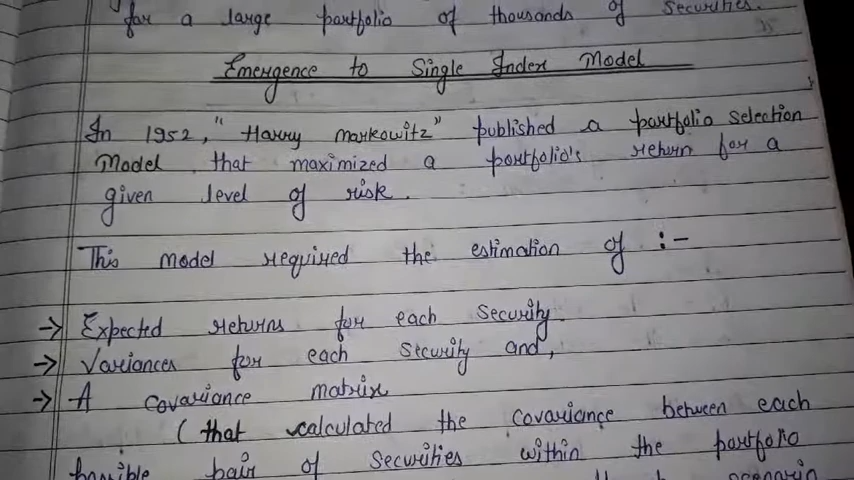 for a large portfolio of thousands of securities.
Emergence to Single Index Model
In 1952, "Harry Markowitz" published a portfolio selection
Model that maximized a portfolio's return for a
given level of risk.
This model required the estimation of :-
→ Expected returns for each Security
→ Variances for each Security and,
→ A covariance matrix
( that calculated the covariance between each
possible pair of securities within the portfolio
scenario